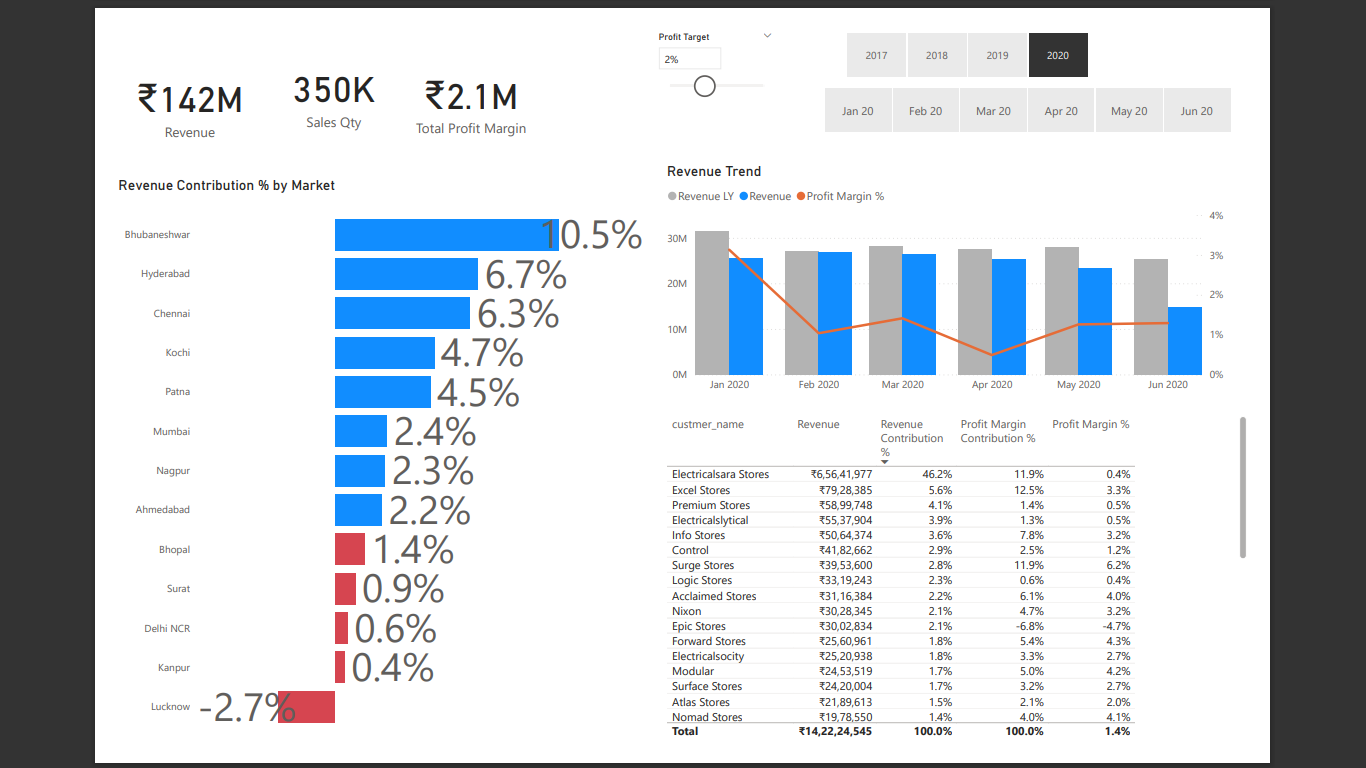 Profit Target
2%
2017 2018 2019 2020
Jan 20 Feb 20 Mar 20 Apr 20 May 20 Jun 20
₹142M
Revenue
350K
Sales Qty
₹2.1M
Total Profit Margin
Revenue Contribution % by Market
Bhubaneshwar 10.5%
Hyderabad 6.7%
Chennai 6.3%
Kochi 4.7%
Patna 4.5%
Mumbai 2.4%
Nagpur 2.3%
Ahmedabad 2.2%
Bhopal 1.4%
Surat 0.9%
Delhi NCR 0.6%
Kanpur 0.4%
Lucknow -2.7%
Revenue Trend
Revenue LY Revenue Profit Margin %
4%
30M
3%
20M
2%
10M
1%
0M 0%
Jan 2020 Feb 2020 Mar 2020 Apr 2020 May 2020 Jun 2020
custmer_name Revenue Revenue Contribution % Profit Margin Contribution % Profit Margin %
Electricalsara Stores ₹6,56,41,977 46.2% 11.9% 0.4%
Excel Stores ₹79,28,385 5.6% 12.5% 3.3%
Premium Stores ₹58,99,748 4.1% 1.4% 0.5%
Electricalslytical ₹55,37,904 3.9% 1.3% 0.5%
Info Stores ₹50,64,374 3.6% 7.8% 3.2%
Control ₹41,82,662 2.9% 2.5% 1.2%
Surge Stores ₹39,53,600 2.8% 11.9% 6.2%
Logic Stores ₹33,19,243 2.3% 0.6% 0.4%
Acclaimed Stores ₹31,16,384 2.2% 6.1% 4.0%
Nixon ₹30,28,345 2.1% 4.7% 3.2%
Epic Stores ₹30,02,834 2.1% -6.8% -4.7%
Forward Stores ₹25,60,961 1.8% 5.4% 4.3%
Electricalsocity ₹25,20,938 1.8% 3.3% 2.7%
Modular ₹24,53,519 1.7% 5.0% 4.2%
Surface Stores ₹24,20,004 1.7% 3.2% 2.7%
Atlas Stores ₹21,89,613 1.5% 2.1% 2.0%
Nomad Stores ₹19,78,550 1.4% 4.0% 4.1%
Total ₹14,22,24,545 100.0% 100.0% 1.4%